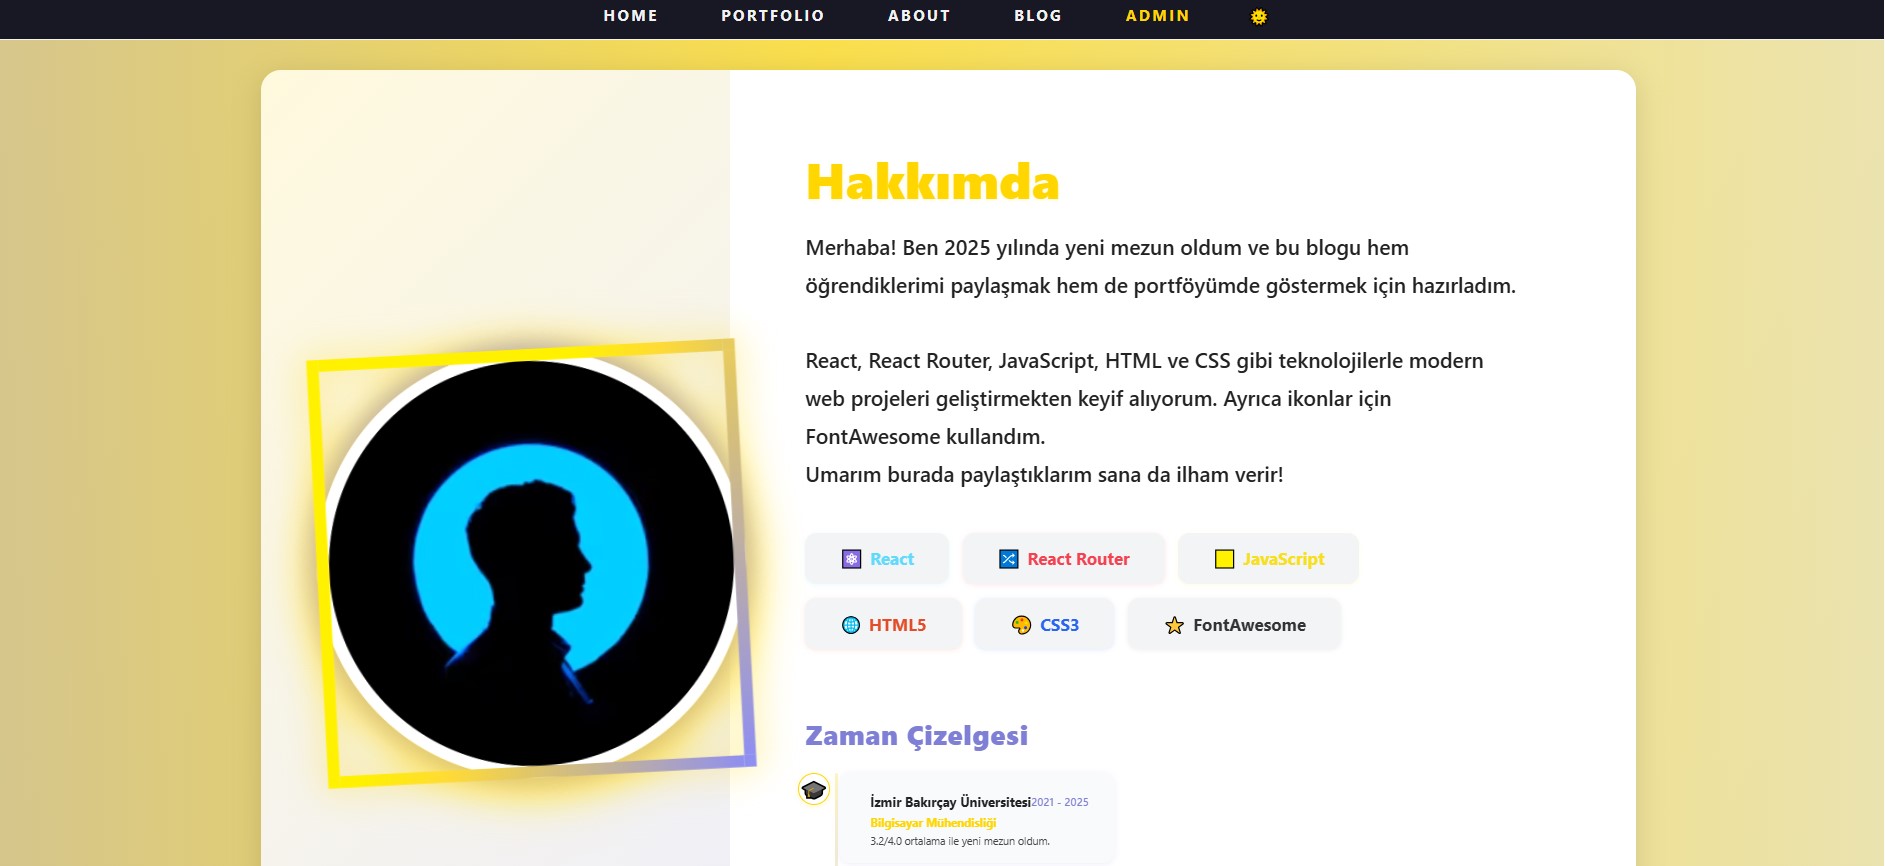 HOME PORTFOLIO ABOUT BLOG ADMIN
Hakkımda
Merhaba! Ben 2025 yılında yeni mezun oldum ve bu blogu hem
öğrendiklerimi paylaşmak hem de portföyümde göstermek için hazırladım.
React, React Router, JavaScript, HTML ve CSS gibi teknolojilerle modern
web projeleri geliştirmekten keyif alıyorum. Ayrıca ikonlar için
FontAwesome kullandım.
Umarım burada paylaştıklarım sana da ilham verir!
React React Router JavaScript
HTML5 CSS3 FontAwesome
Zaman Çizelgesi
İzmir Bakırçay Üniversitesi2021 - 2025
Bilgisayar Mühendisliği
3.2/4.0 ortalama ile yeni mezun oldum.